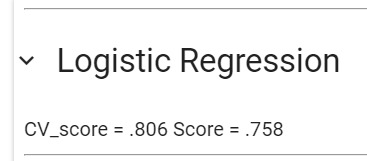 Logistic Regression
CV_score = .806 Score = .758